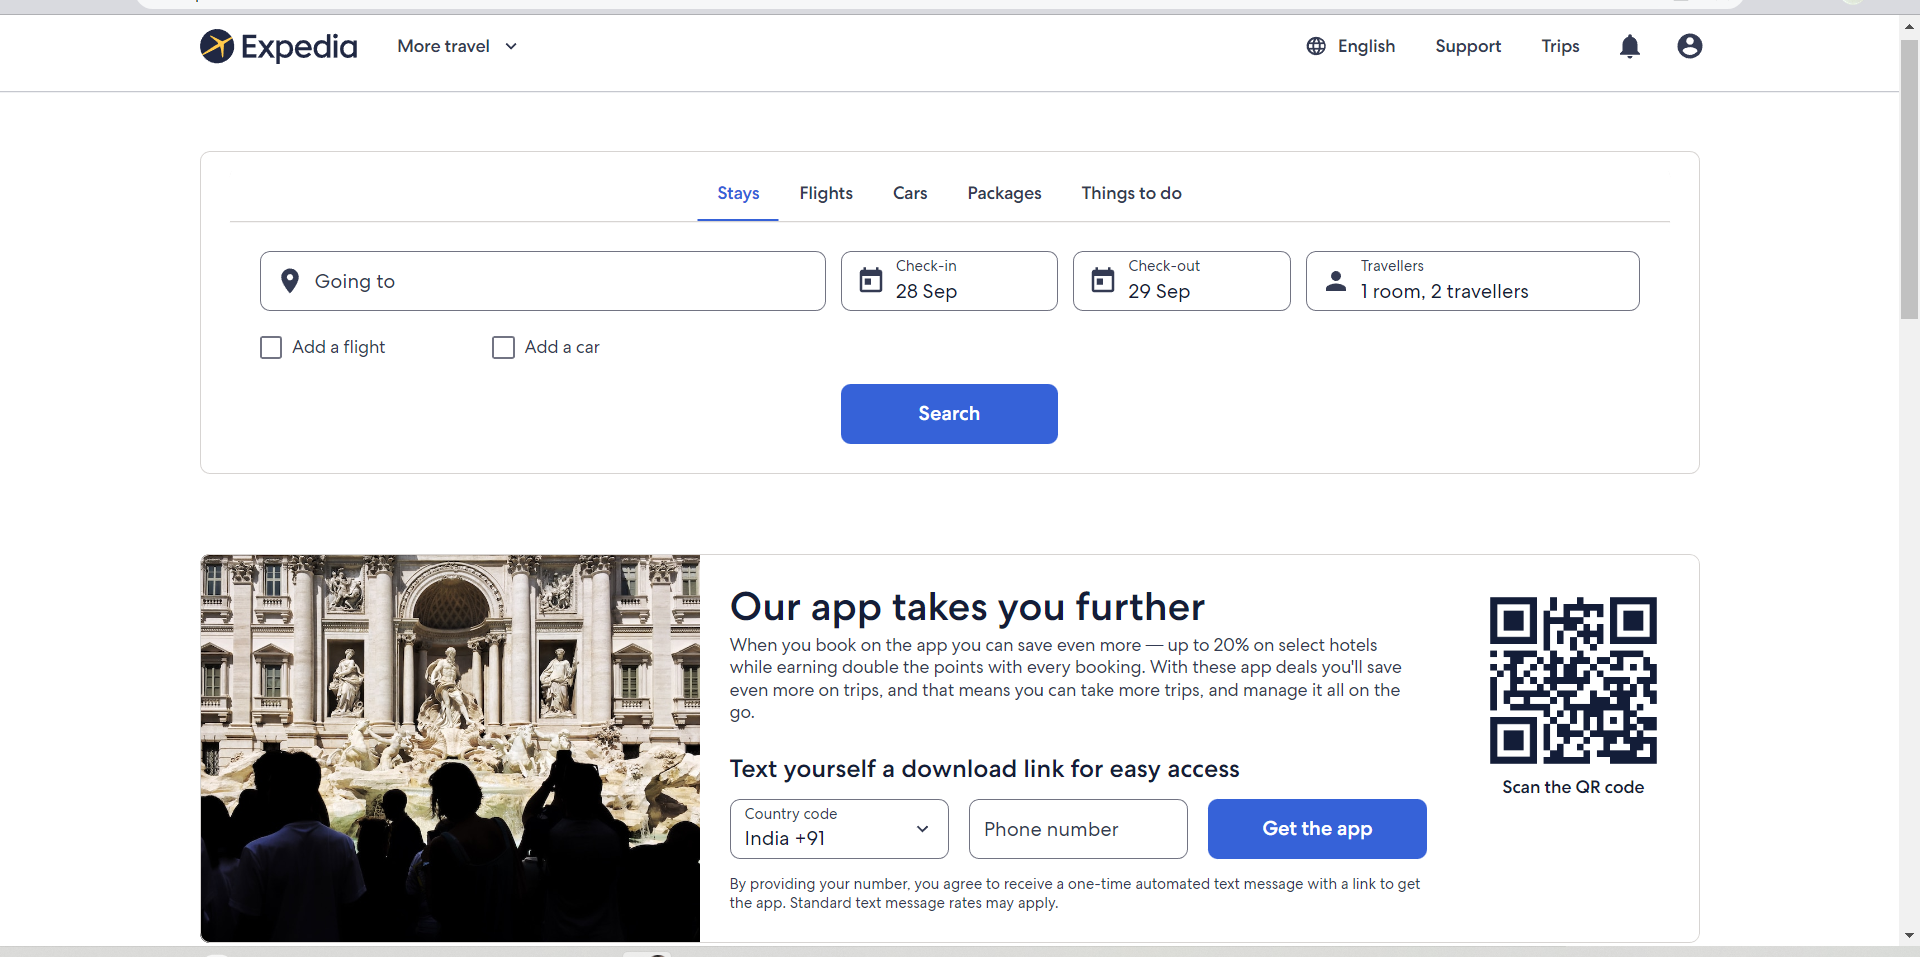 Expedia
More travel
English
Support
Trips
Stays
Flights
Cars
Packages
Things to do
Going to
Check-in
28 Sep
Check-out
29 Sep
Travellers
1 room, 2 travellers
Add a flight
Add a car
Search
Our app takes you further
When you book on the app you can save even more — up to 20% on select hotels
while earning double the points with every booking. With these app deals you'll save
even more on trips, and that means you can take more trips, and manage it all on the
go.
Text yourself a download link for easy access
Country code
India +91
Phone number
Get the app
By providing your number, you agree to receive a one-time automated text message with a link to get
the app. Standard text message rates may apply.
Scan the QR code